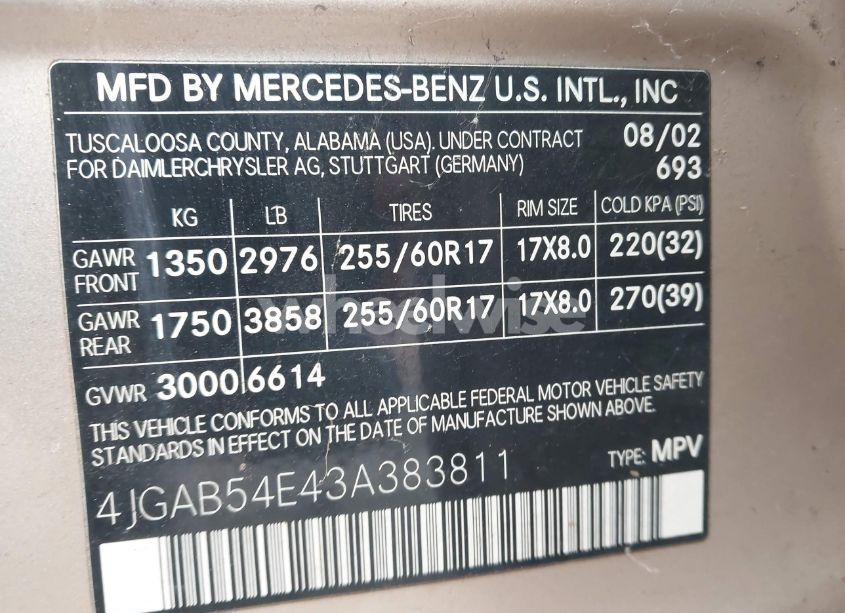 MFD BY MERCEDES-BENZ U.S. INTL., INC
TUSCALOOSA COUNTY, ALABAMA (USA). UNDER CONTRACT 08/02
FOR DAIMLERCHRYSLER AG, STUTTGART (GERMANY) 693
KG LB TIRES RIM SIZE COLD KPA (PSI)
GAWR FRONT 1350 2976 255/60R17 17X8.0 220(32)
GAWR REAR 1750 3858 255/60R17 17X8.0 270(39)
wheelwise
GVWR 3000 6614
THIS VEHICLE CONFORMS TO ALL APPLICABLE FEDERAL MOTOR VEHICLE SAFETY
STANDARDS IN EFFECT ON THE DATE OF MANUFACTURE SHOWN ABOVE.
4JGAB54E43A383811 TYPE: MPV